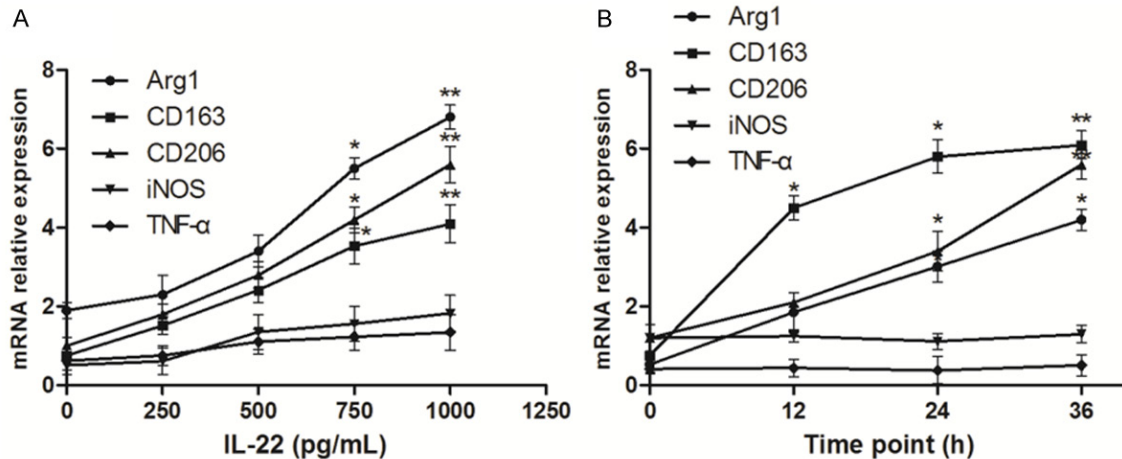 A
mRNA relative expression
8
6
4
2
0
Arg1
CD163
CD206
iNOS
TNF-α
*
**
**
*
**
*
0
250
500
750
1000
1250
IL-22 (pg/mL)
B
mRNA relative expression
8
6
4
2
0
Arg1
CD163
CD206
iNOS
TNF-α
*
*
**
**
*
*
0
12
24
36
Time point (h)